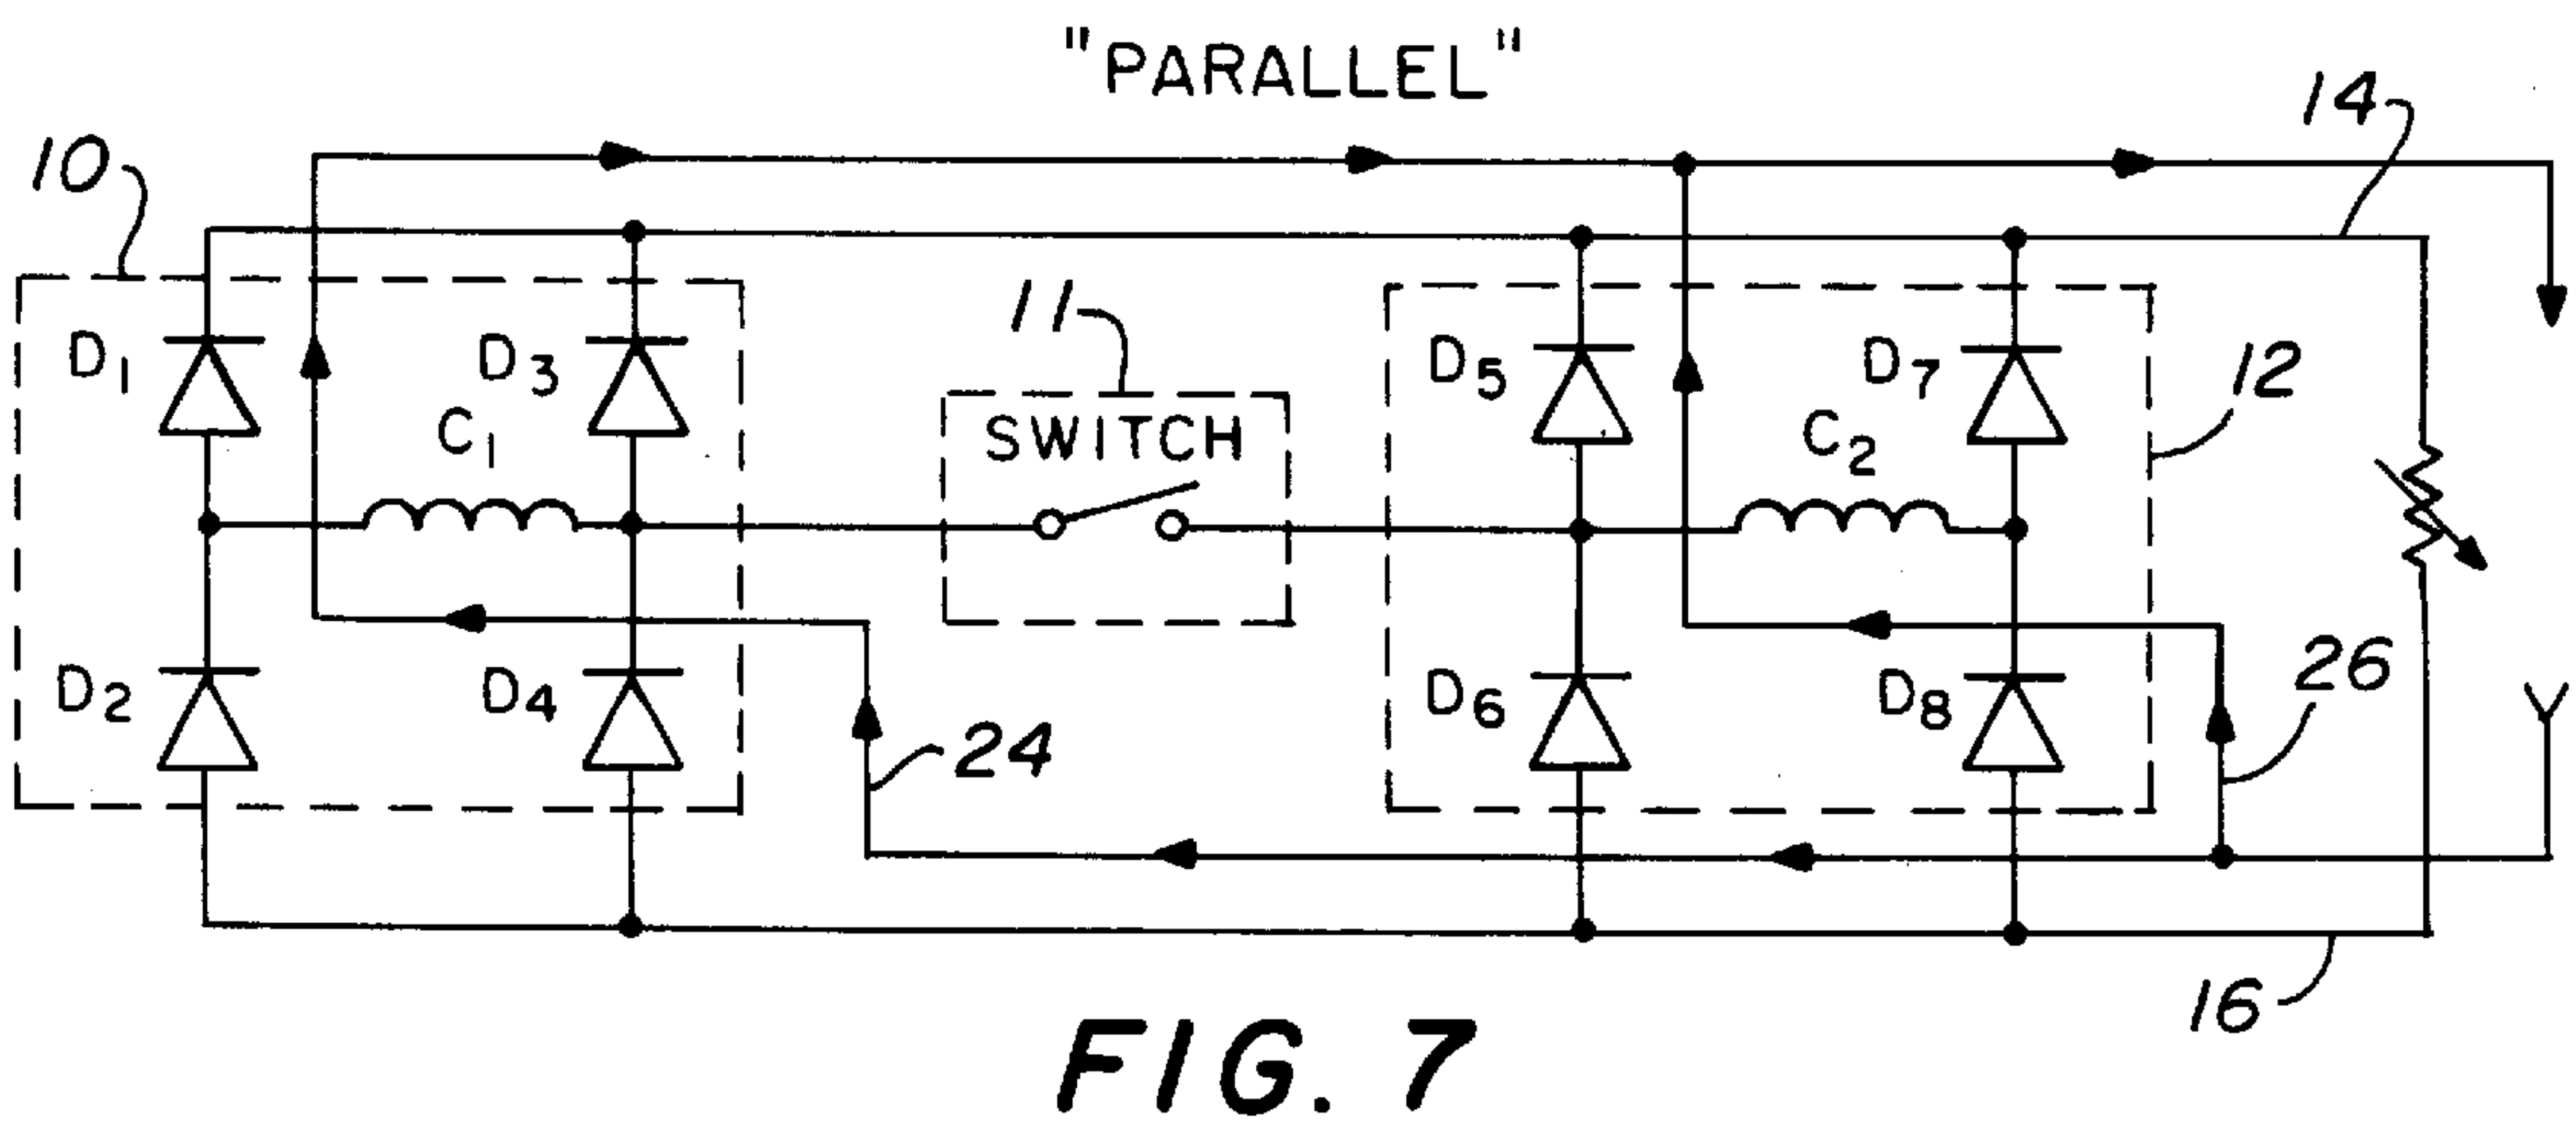 "PARALLEL"
14
10
11
D1
D3
C1
SWITCH
D5
D7
C2
12
D2
D4
24
D6
D8
26
16
FIG. 7